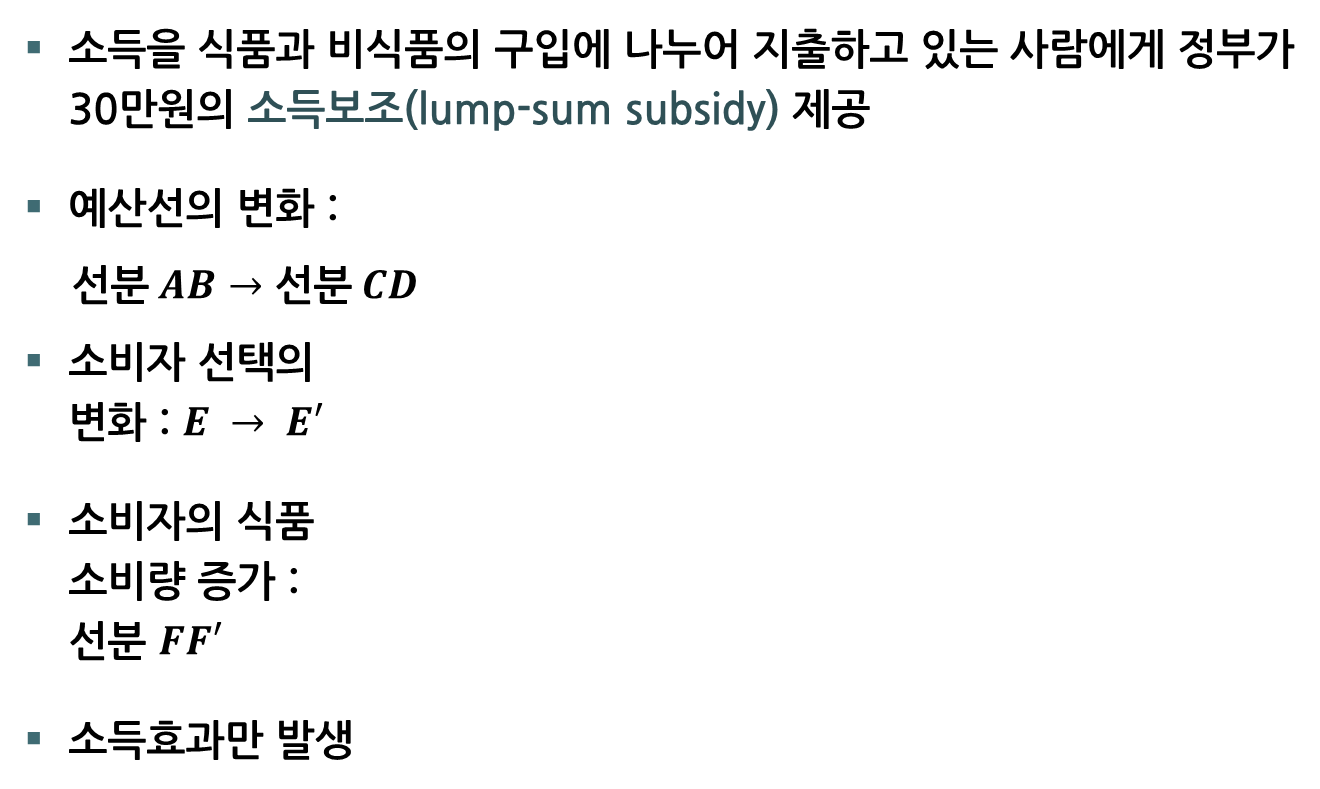 ▪ 소득을 식품과 비식품의 구입에 나누어 지출하고 있는 사람에게 정부가
30만원의 소득보조(lump-sum subsidy) 제공
▪ 예산선의 변화 :
선분 AB → 선분 CD
▪ 소비자 선택의
변화 : E → E′
▪ 소비자의 식품
소비량 증가 :
선분 FF′
▪ 소득효과만 발생